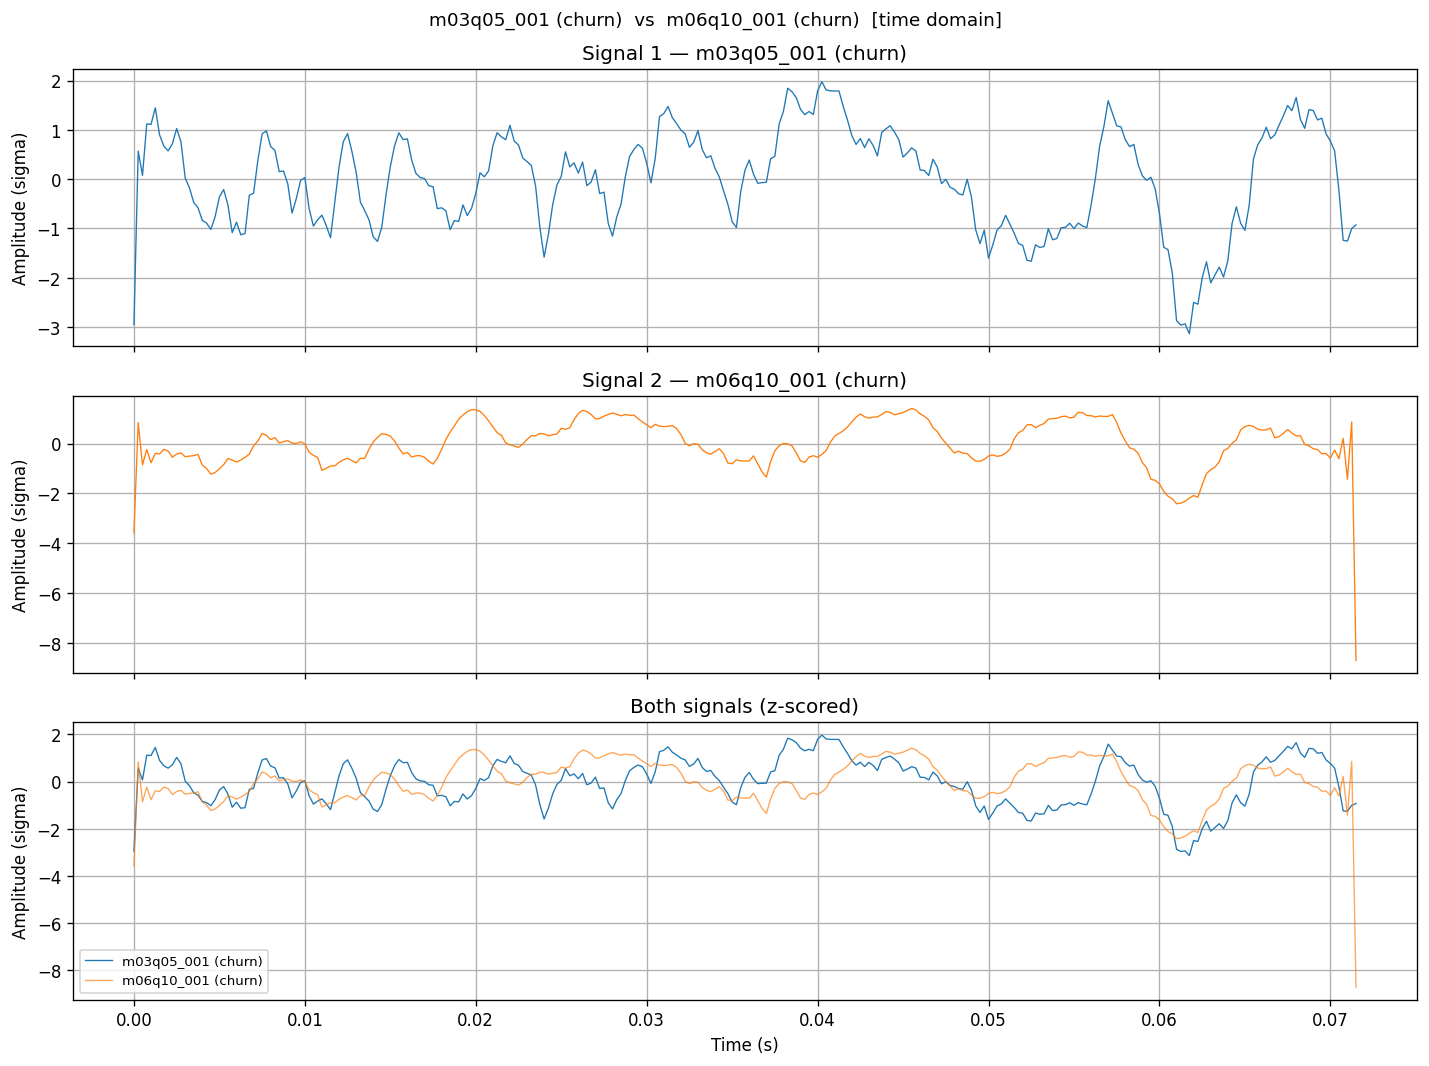 m03q05_001 (churn)  vs  m06q10_001 (churn)  [time domain]
Signal 1 — m03q05_001 (churn)
Amplitude (sigma)
2
1
0
−1
−2
−3
Signal 2 — m06q10_001 (churn)
Amplitude (sigma)
0
−2
−4
−6
−8
Both signals (z-scored)
Amplitude (sigma)
2
0
−2
−4
−6
−8
m03q05_001 (churn)
m06q10_001 (churn)
0.00 0.01 0.02 0.03 0.04 0.05 0.06 0.07
Time (s)